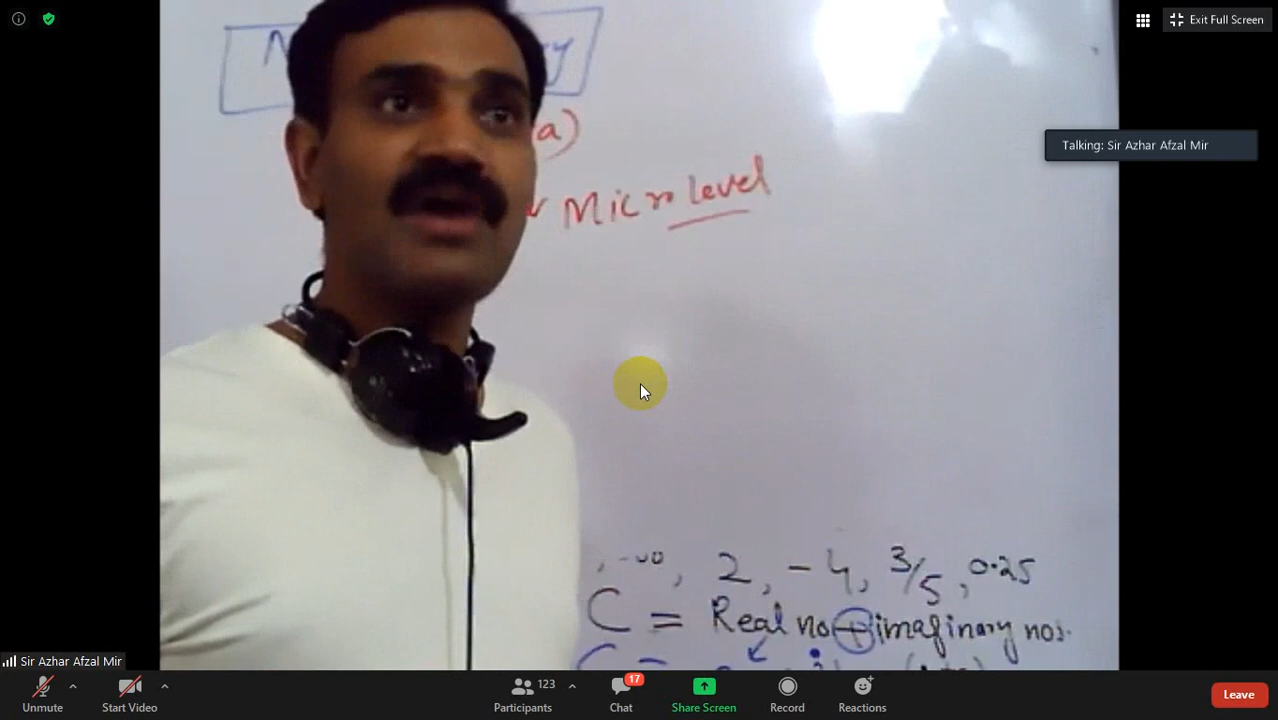 Exit Full Screen
Talking: Sir Azhar Afzal Mir
a)
Micro level
2, -4, 3/5, 0.25
C = Real no + imaginary nos.
Sir Azhar Afzal Mir
Unmute
Start Video
123
Participants
17
Chat
Share Screen
Record
Reactions
Leave